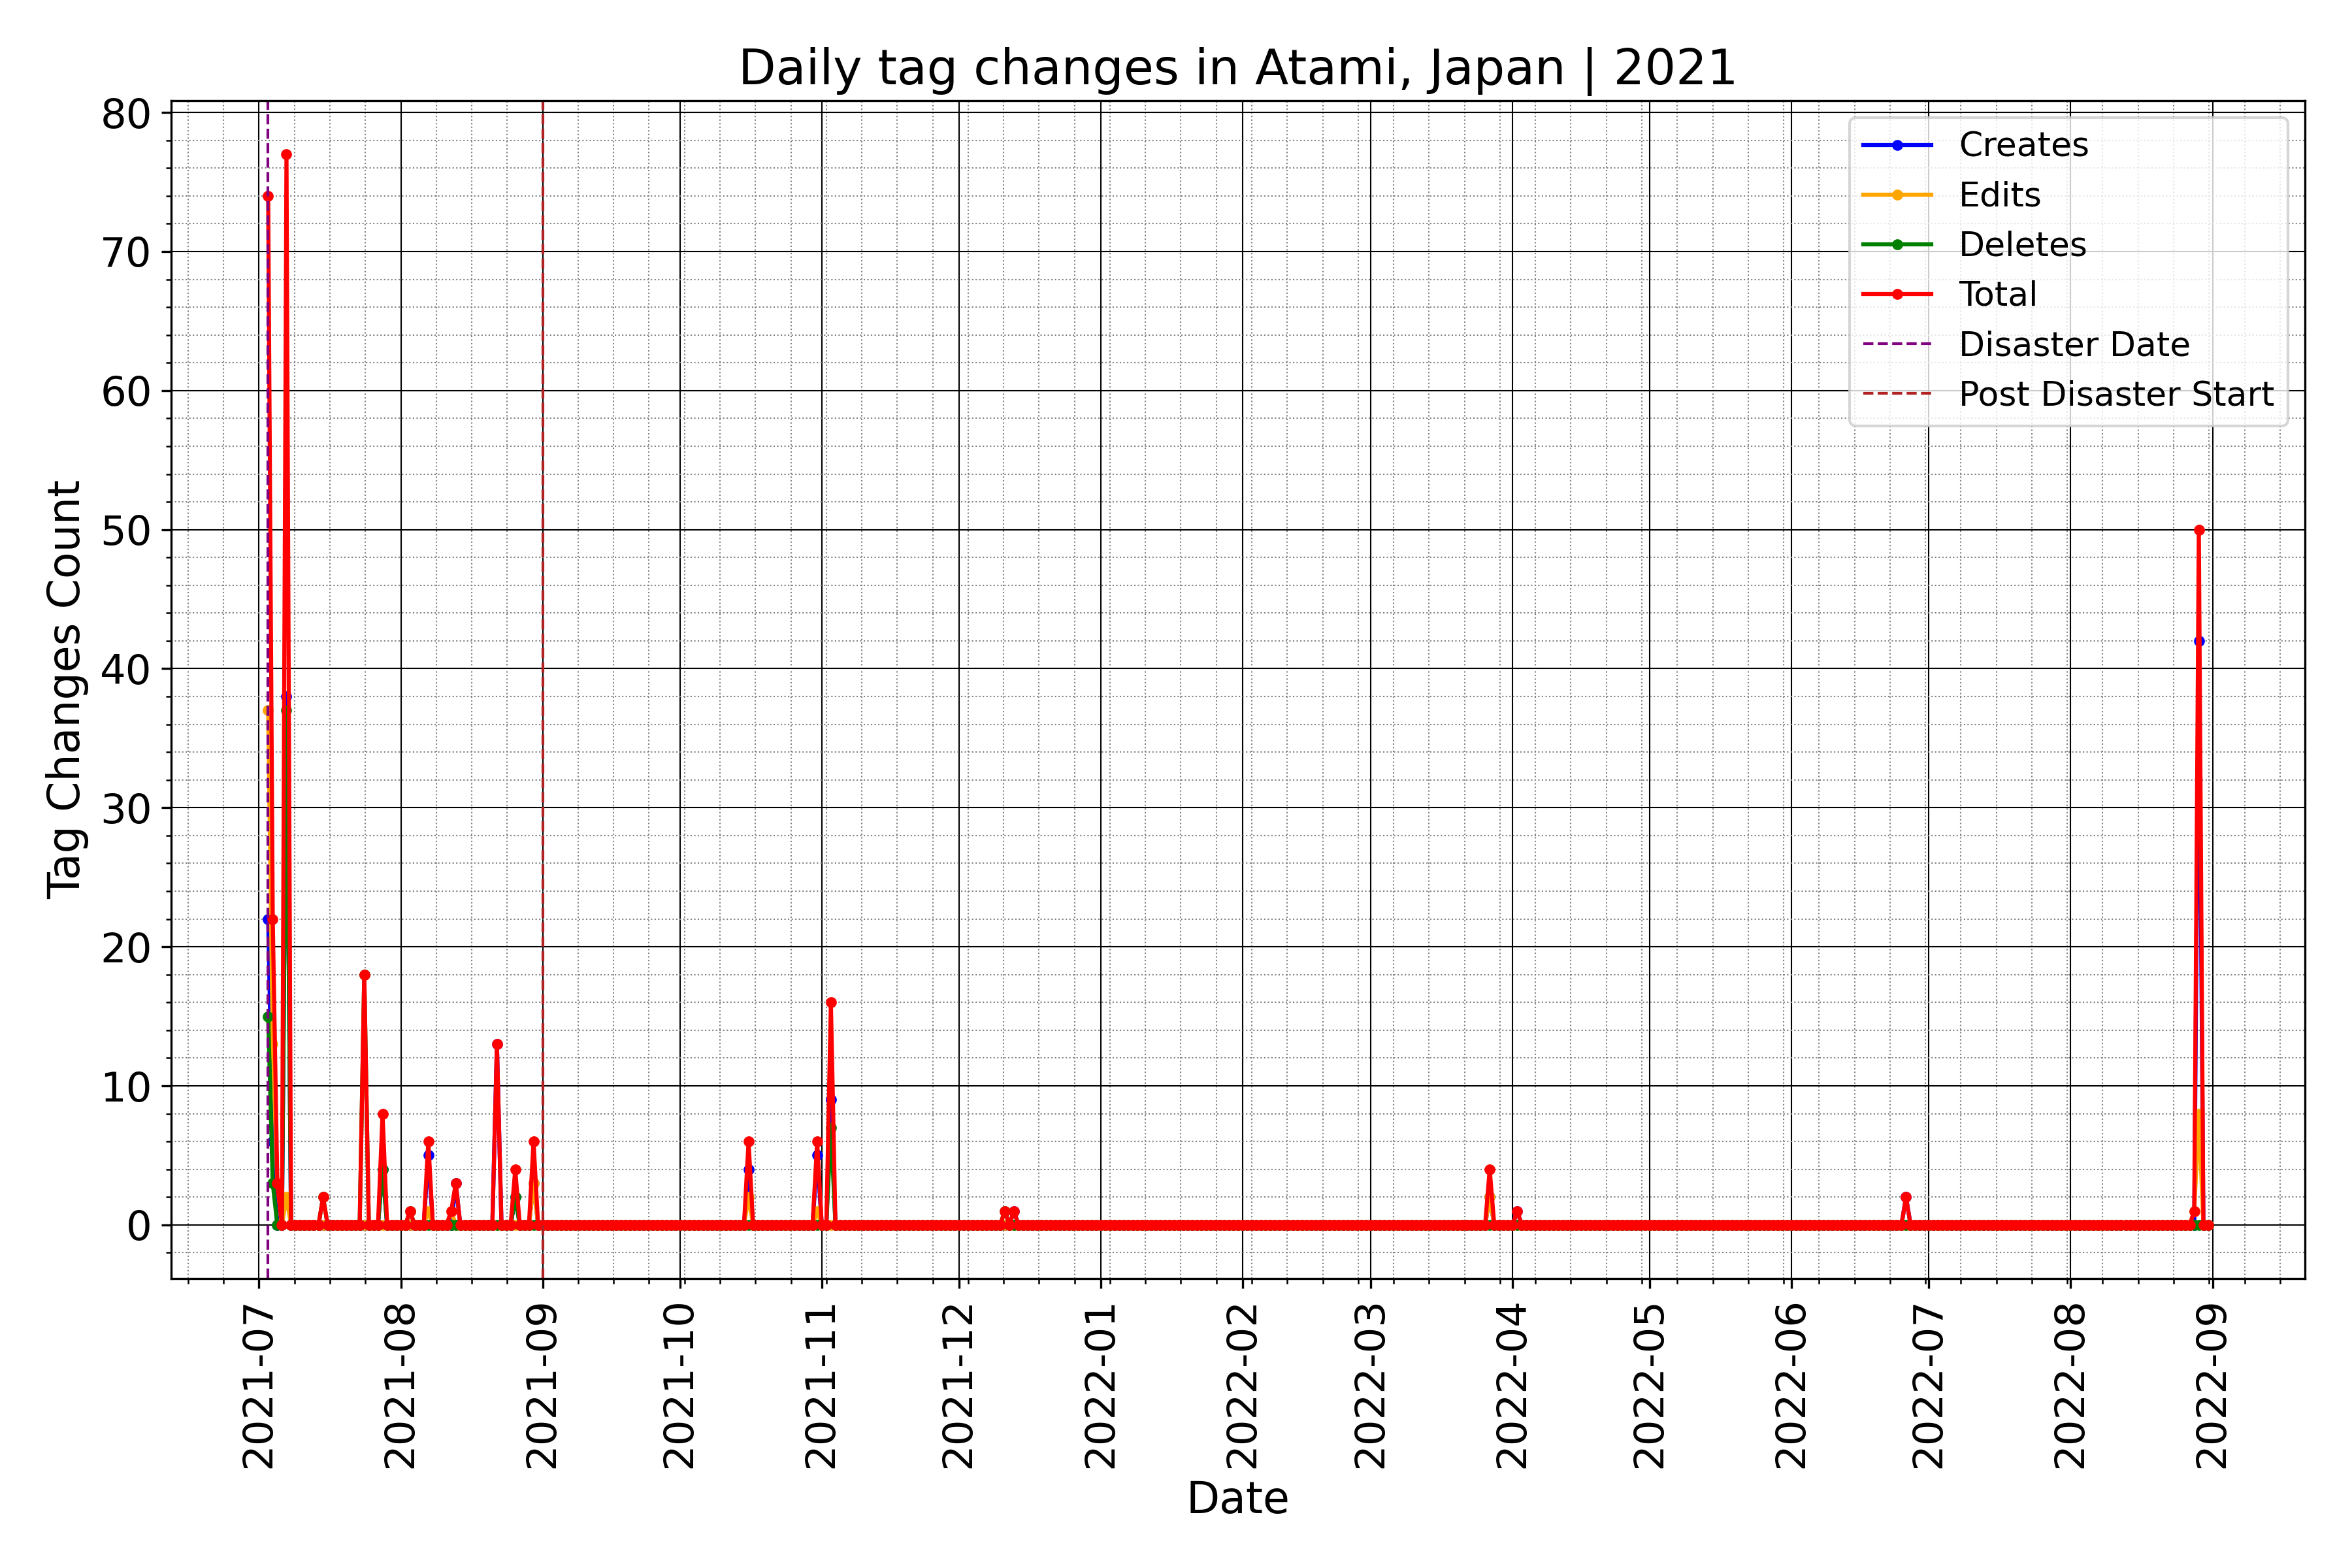 Daily tag changes in Atami, Japan | 2021
Tag Changes Count
80
70
60
50
40
30
20
10
0
Creates
Edits
Deletes
Total
Disaster Date
Post Disaster Start
2021-07
2021-08
2021-09
2021-10
2021-11
2021-12
2022-01
2022-02
2022-03
2022-04
2022-05
2022-06
2022-07
2022-08
2022-09
Date